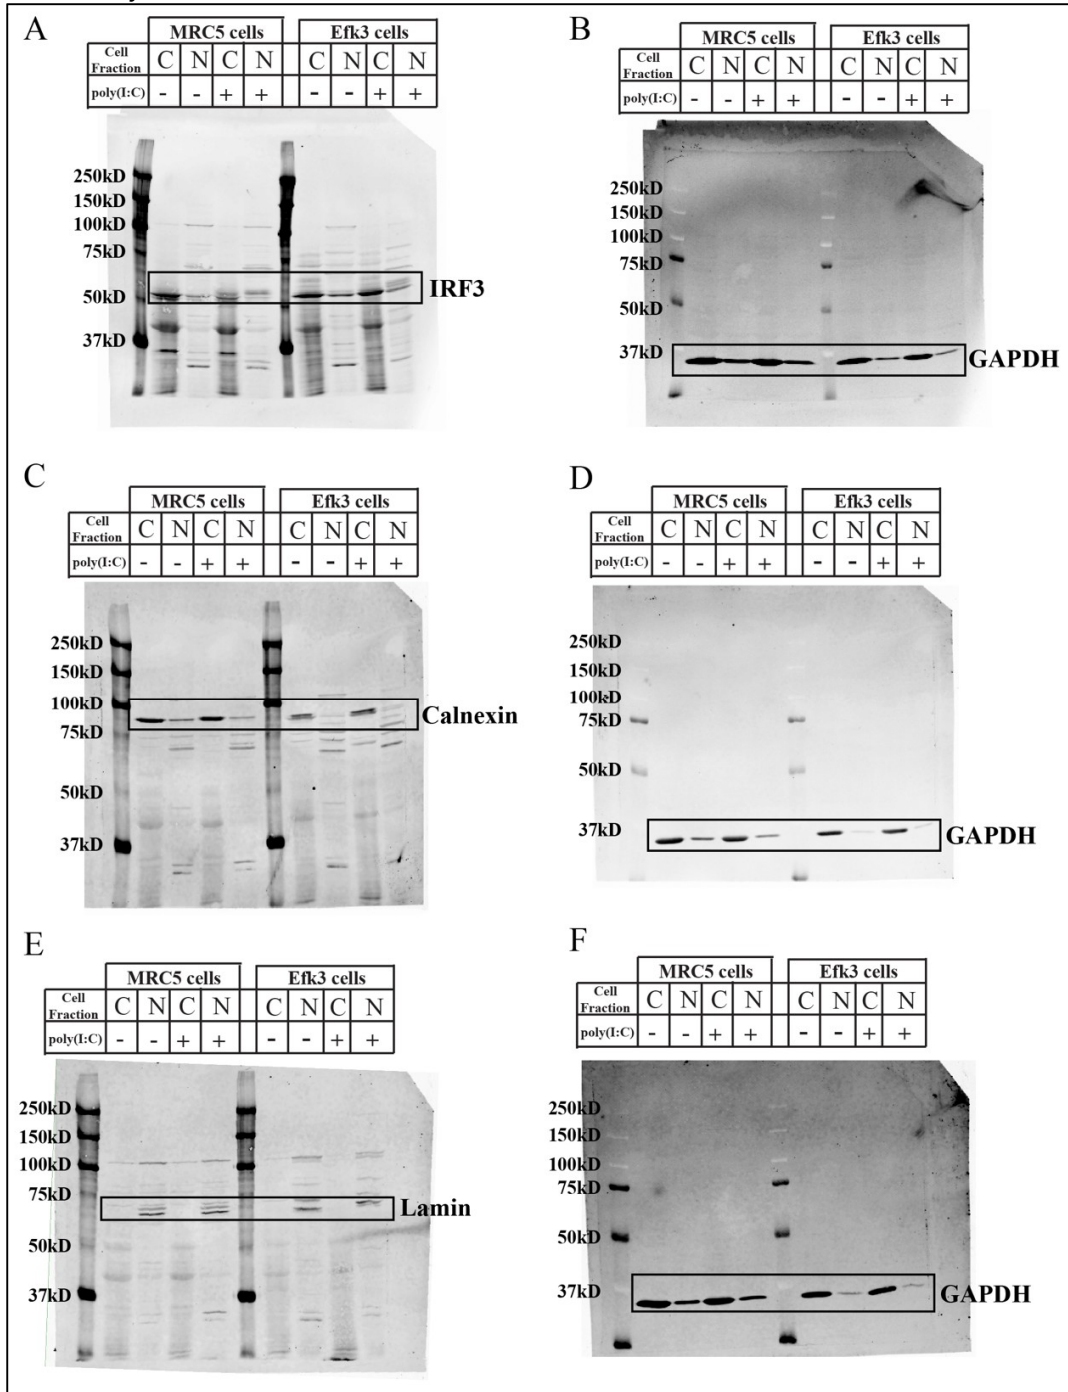 A
MRC5 cells Efk3 cells
Cell Fraction C N C N C N C N
poly(I:C) - - + + - - + +
250kD
150kD
100kD
75kD
50kD
37kD
IRF3
B
MRC5 cells Efk3 cells
Cell Fraction C N C N C N C N
poly(I:C) - - + + - - + +
250kD
150kD
100kD
75kD
50kD
37kD
GAPDH
C
MRC5 cells Efk3 cells
Cell Fraction C N C N C N C N
poly(I:C) - - + + - - + +
250kD
150kD
100kD
75kD
50kD
37kD
Calnexin
D
MRC5 cells Efk3 cells
Cell Fraction C N C N C N C N
poly(I:C) - - + + - - + +
250kD
150kD
100kD
75kD
50kD
37kD
GAPDH
E
MRC5 cells Efk3 cells
Cell Fraction C N C N C N C N
poly(I:C) - - + + - - + +
250kD
150kD
100kD
75kD
50kD
37kD
Lamin
F
MRC5 cells Efk3 cells
Cell Fraction C N C N C N C N
poly(I:C) - - + + - - + +
250kD
150kD
100kD
75kD
50kD
37kD
GAPDH